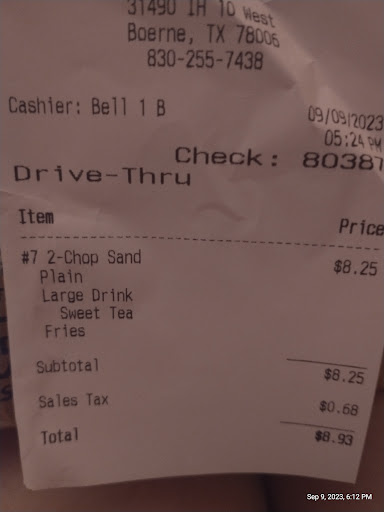 31490 IH 10 West
Boerne, TX 78006
830-255-7438
Cashier: Bell 1 B
09/09/2023
05:24 PM
Check: 80387
Drive-Thru
Item Price
#7 2-Chop Sand $8.25
Plain
Large Drink
Sweet Tea
Fries
Subtotal $8.25
Sales Tax $0.68
Total $8.93
Sep 9, 2023, 6:12 PM